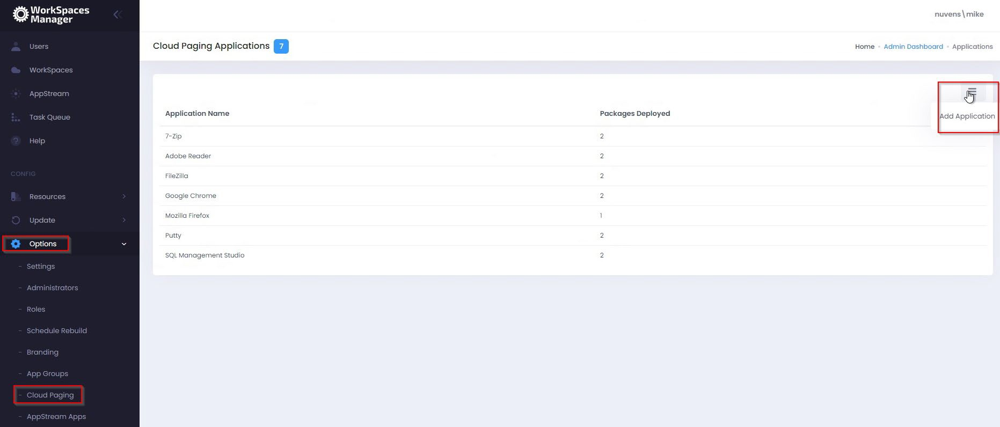 WorkSpaces
Manager
nuvens\mike
Users
WorkSpaces
AppStream
Task Queue
Help
CONFIG
Resources
Update
Options
- Settings
- Administrators
- Roles
- Schedule Rebuild
- Branding
- App Groups
- Cloud Paging
- AppStream Apps
Cloud Paging Applications 7
Home • Admin Dashboard • Applications
Add Application
Application Name Packages Deployed
7-Zip 2
Adobe Reader 2
FileZilla 2
Google Chrome 2
Mozilla Firefox 1
Putty 2
SQL Management Studio 2